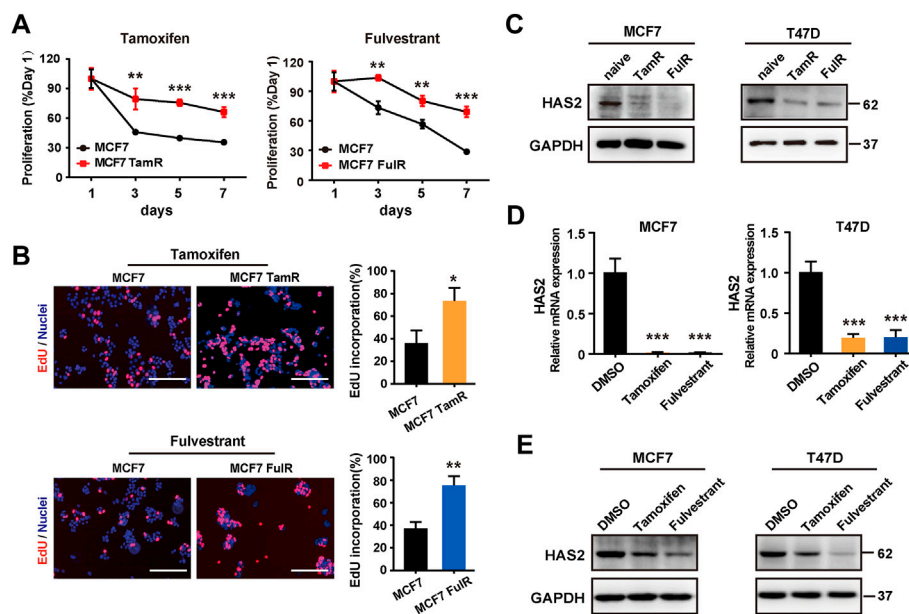 A
Tamoxifen
Proliferation (%Day 1)
120
90
60
30
0
** *** ***
MCF7
MCF7 TamR
1 3 5 7
days
Fulvestrant
Proliferation (%Day 1)
120
90
60
30
0
** ** ***
MCF7
MCF7 FulR
1 3 5 7
days
B
Tamoxifen
MCF7 MCF7 TamR
EdU / Nuclei
EdU incorporation(%)
100
80
60
40
20
0
*
MCF7
MCF7 TamR
Fulvestrant
MCF7 MCF7 FulR
EdU / Nuclei
EdU incorporation(%)
100
80
60
40
20
0
**
MCF7
MCF7 FulR
C
MCF7 T47D
naive TamR FulR naive TamR FulR
HAS2 62
GAPDH 37
D
MCF7
HAS2
Relative mRNA expression
1.5
1.0
0.5
0
*** ***
DMSO
Tamoxifen
Fulvestrant
T47D
HAS2
Relative mRNA expression
1.5
1.0
0.5
0
*** ***
DMSO
Tamoxifen
Fulvestrant
E
MCF7 T47D
DMSO Tamoxifen Fulvestrant DMSO Tamoxifen Fulvestrant
HAS2 62
GAPDH 37